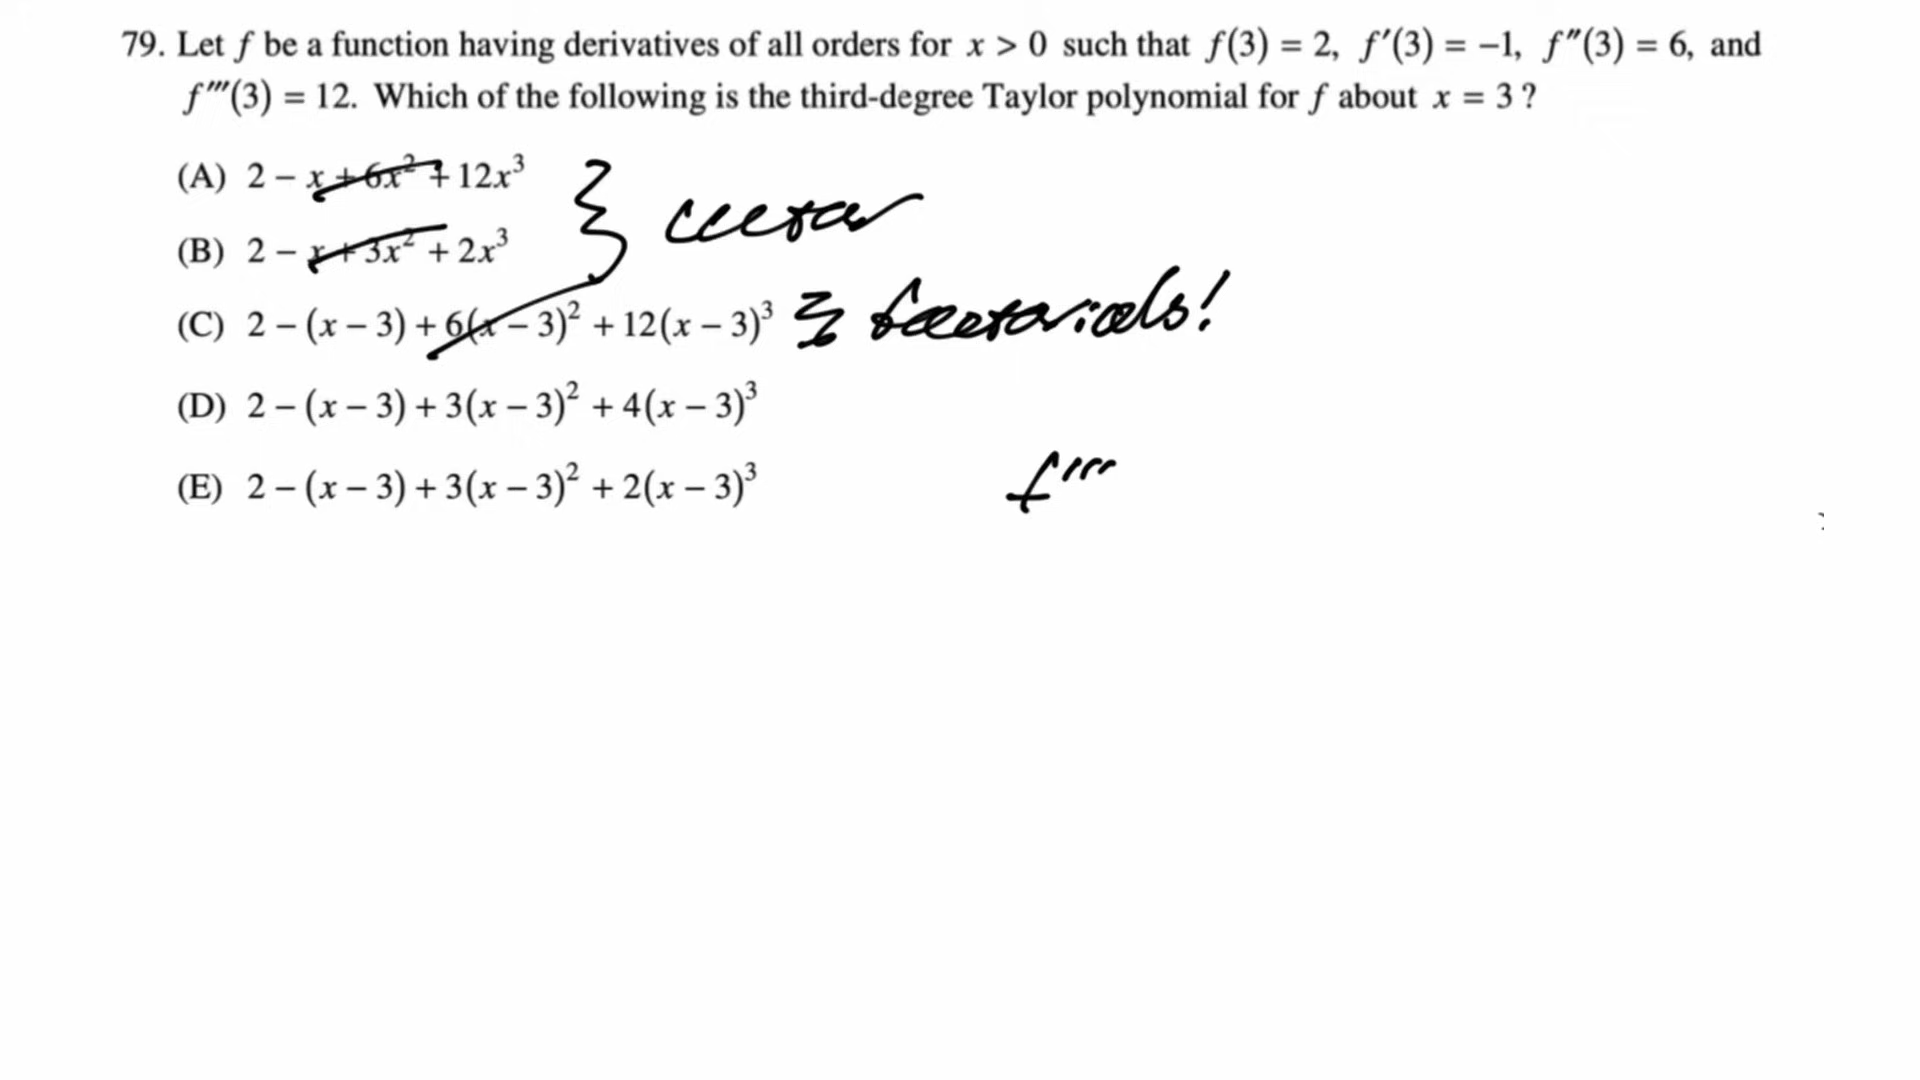 79. Let f be a function having derivatives of all orders for x > 0 such that f(3) = 2, f′(3) = −1, f″(3) = 6, and
f‴(3) = 12. Which of the following is the third-degree Taylor polynomial for f about x = 3 ?
(A) 2 − x + 6x² + 12x³
(B) 2 − x + 3x² + 2x³
(C) 2 − (x − 3) + 6(x − 3)² + 12(x − 3)³ factorials!
(D) 2 − (x − 3) + 3(x − 3)² + 4(x − 3)³
(E) 2 − (x − 3) + 3(x − 3)² + 2(x − 3)³
f‴